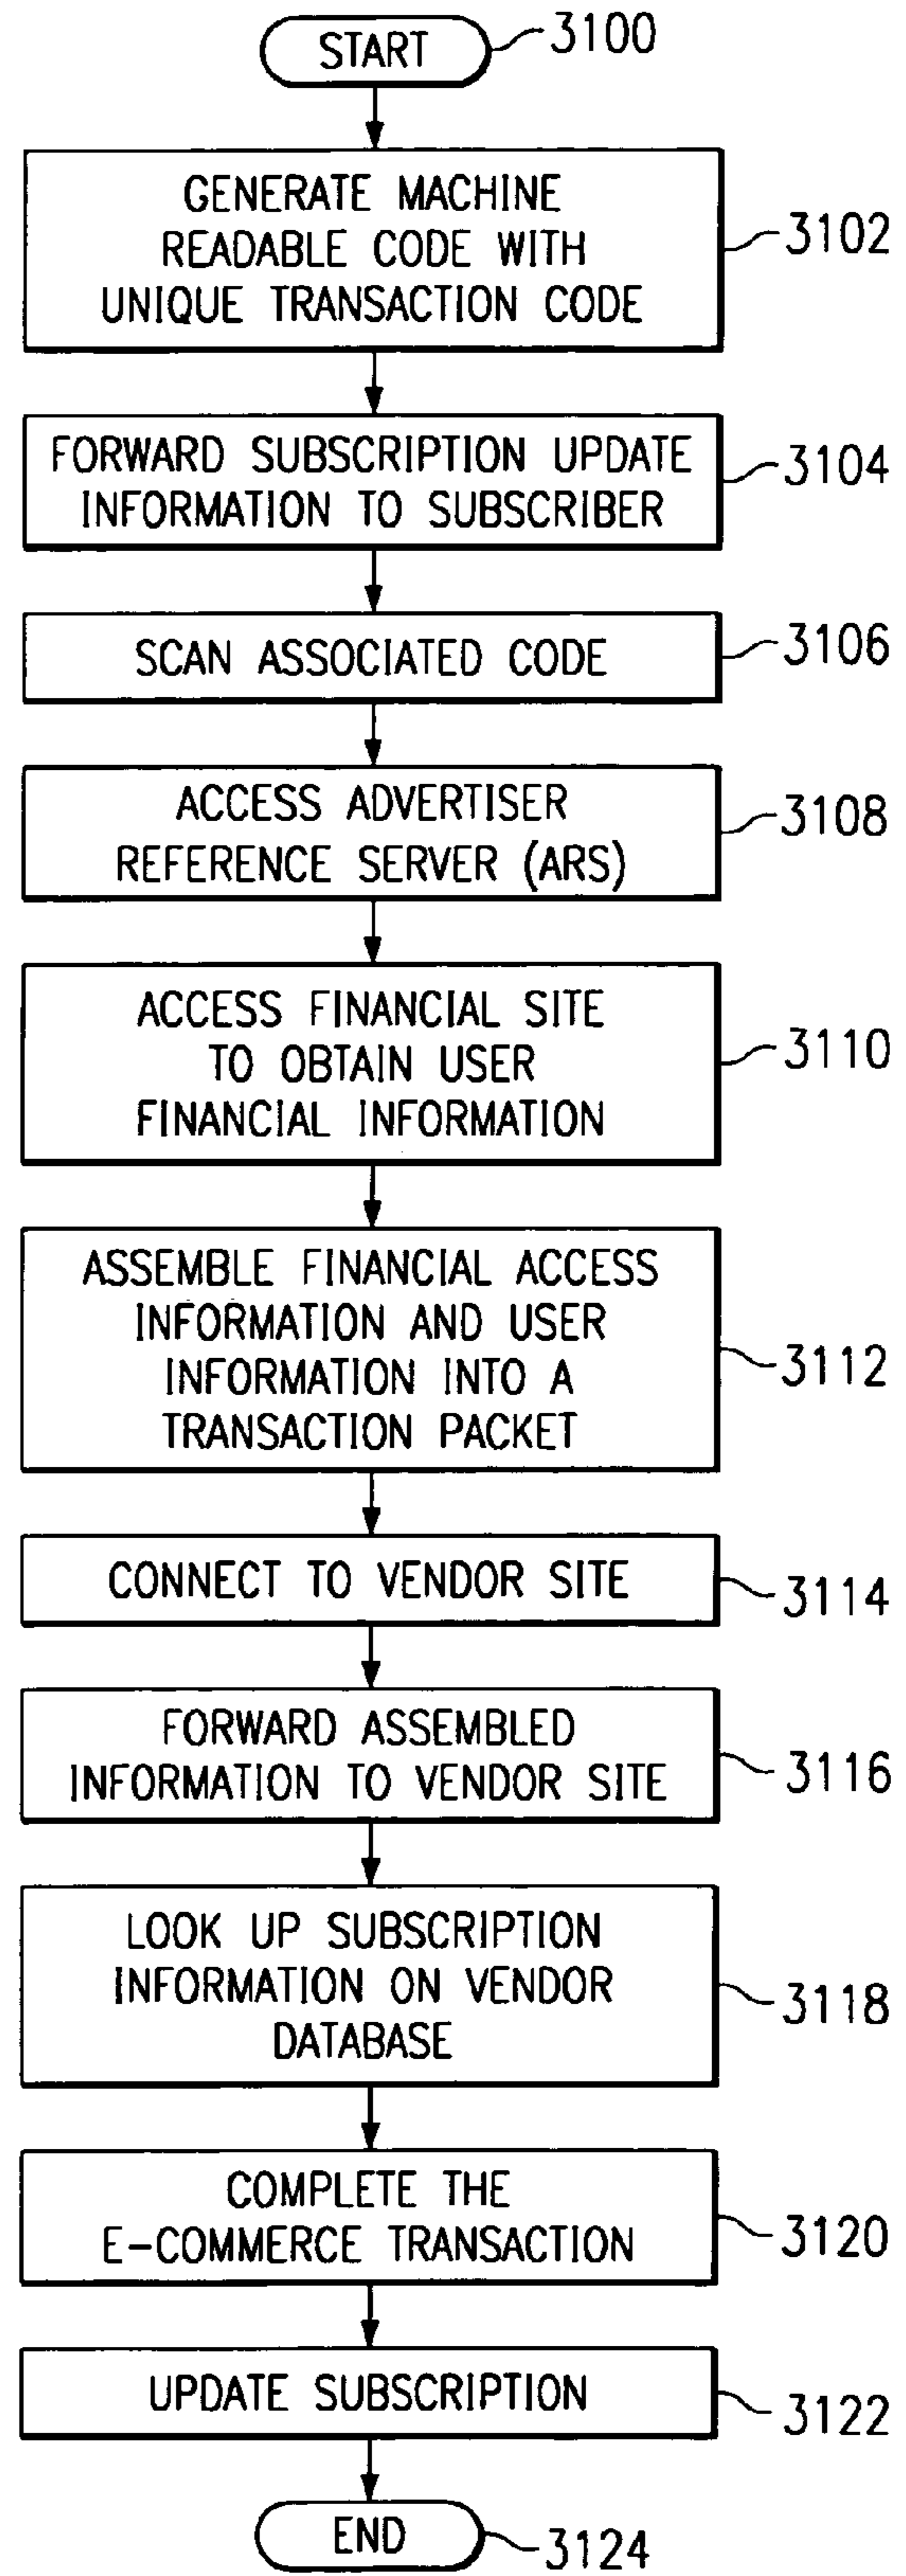 START
3100
GENERATE MACHINE
READABLE CODE WITH
UNIQUE TRANSACTION CODE
3102
FORWARD SUBSCRIPTION UPDATE
INFORMATION TO SUBSCRIBER
3104
SCAN ASSOCIATED CODE
3106
ACCESS ADVERTISER
REFERENCE SERVER (ARS)
3108
ACCESS FINANCIAL SITE
TO OBTAIN USER
FINANCIAL INFORMATION
3110
ASSEMBLE FINANCIAL ACCESS
INFORMATION AND USER
INFORMATION INTO A
TRANSACTION PACKET
3112
CONNECT TO VENDOR SITE
3114
FORWARD ASSEMBLED
INFORMATION TO VENDOR SITE
3116
LOOK UP SUBSCRIPTION
INFORMATION ON VENDOR
DATABASE
3118
COMPLETE THE
E-COMMERCE TRANSACTION
3120
UPDATE SUBSCRIPTION
3122
END
3124